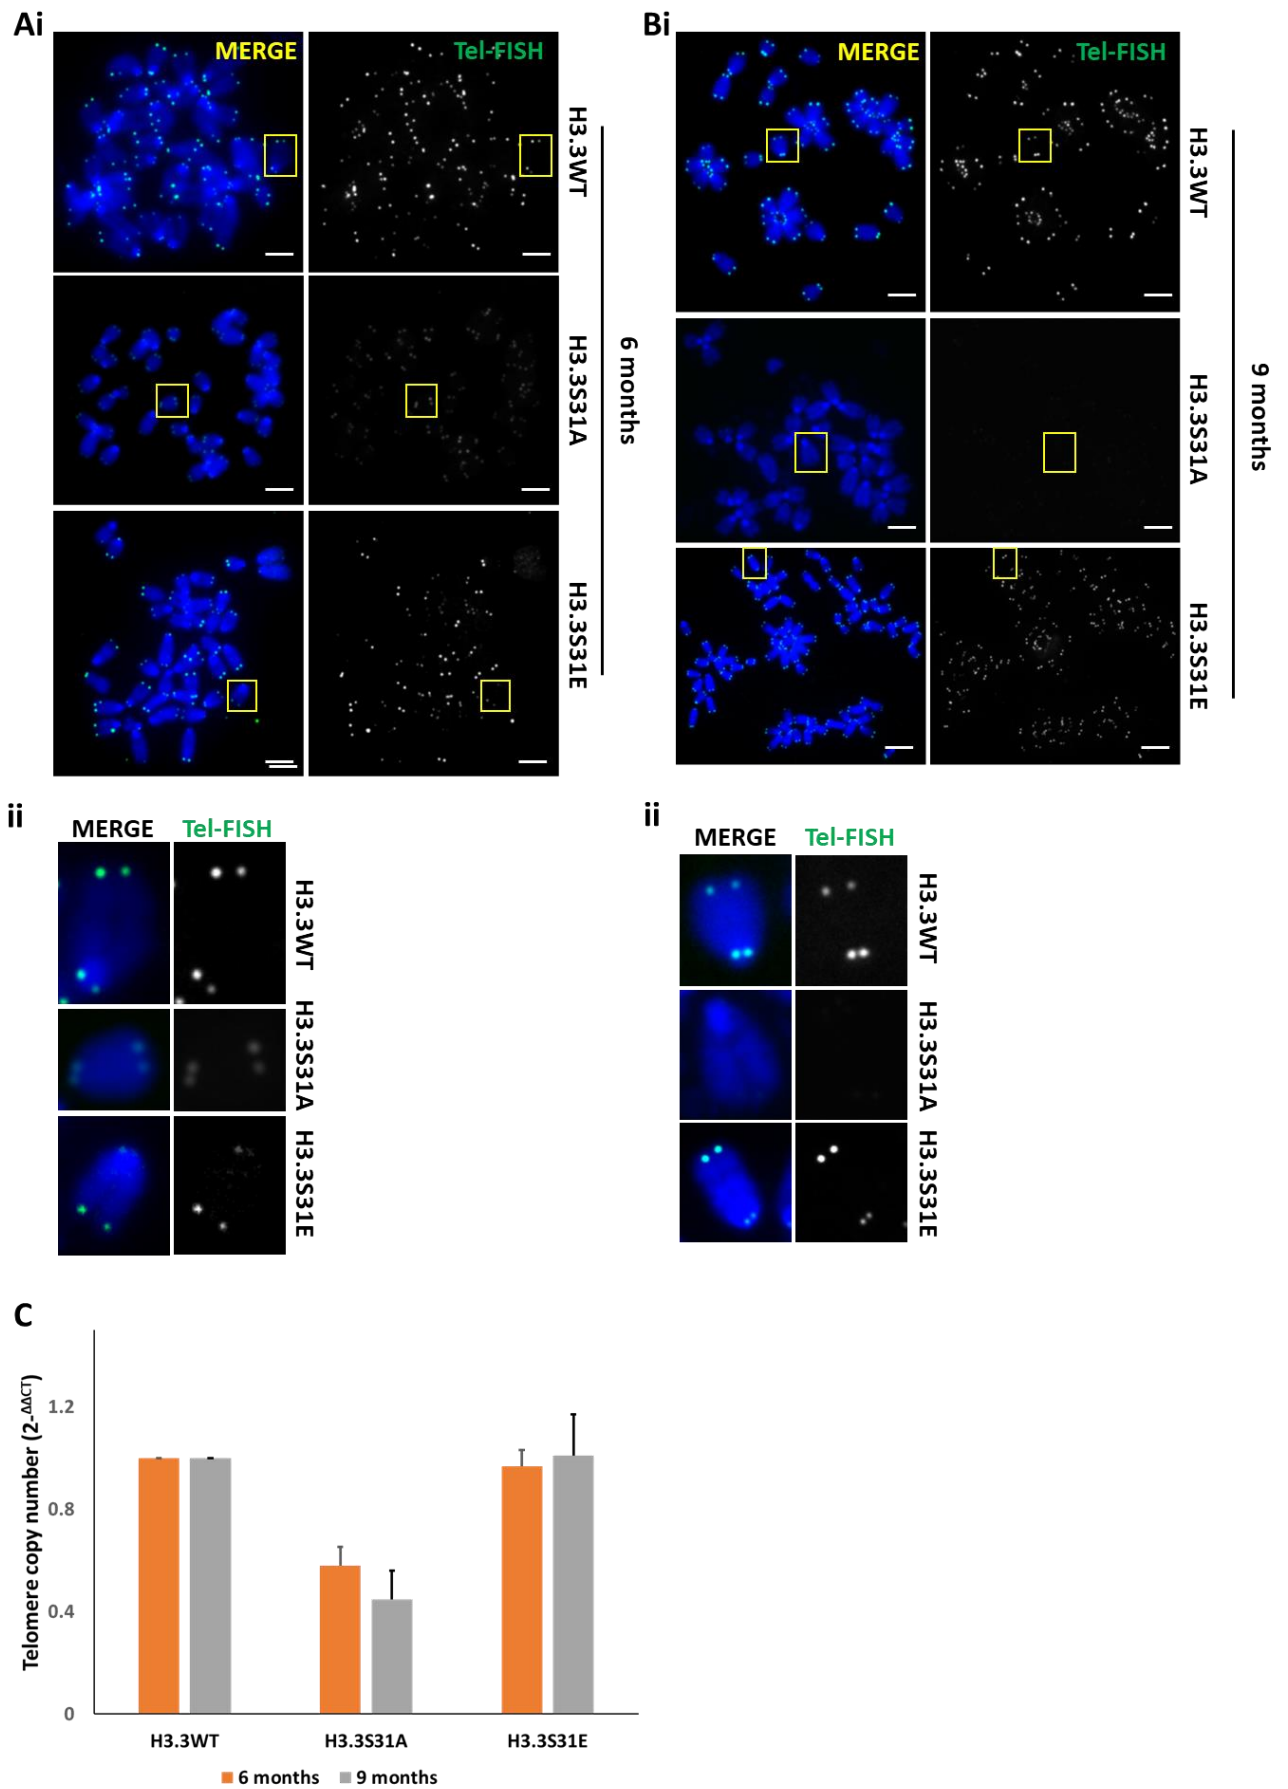 Ai
MERGE
Tel-FISH
H3.3WT
H3.3S31A
H3.3S31E
6 months
Bi
MERGE
Tel-FISH
H3.3WT
H3.3S31A
H3.3S31E
9 months
ii
MERGE
Tel-FISH
H3.3WT
H3.3S31A
H3.3S31E
ii
MERGE
Tel-FISH
H3.3WT
H3.3S31A
H3.3S31E
C
Telomere copy number (2-ΔΔCT)
1.2
0.8
0.4
0
H3.3WT
H3.3S31A
H3.3S31E
6 months
9 months